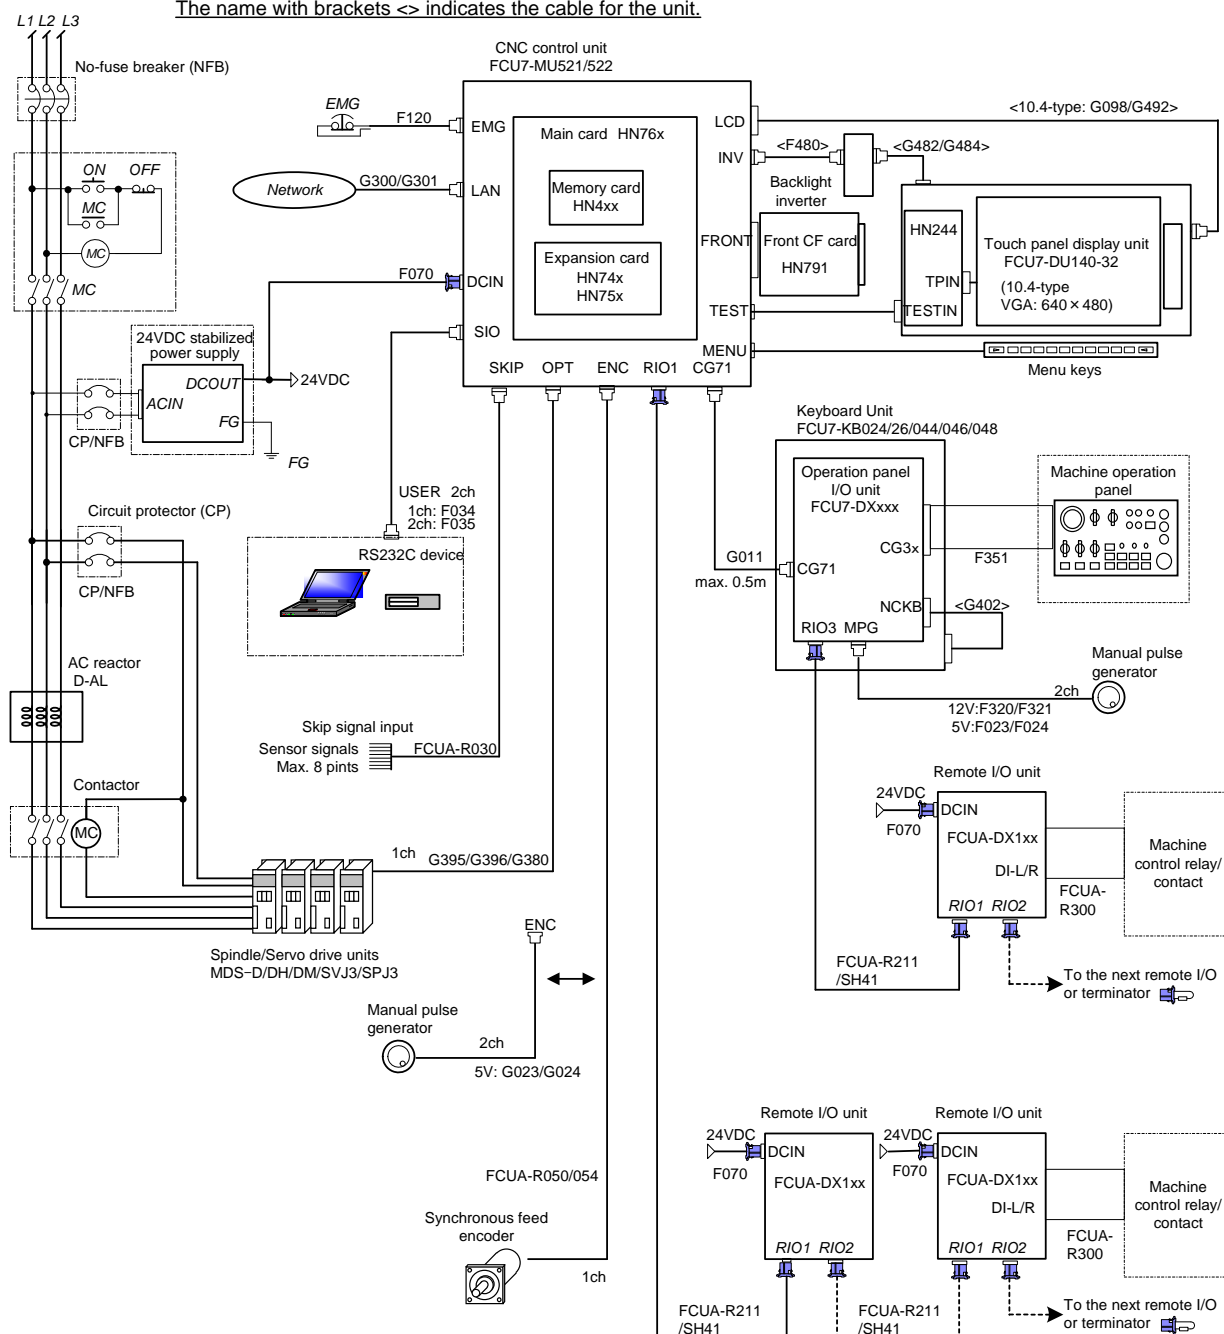 The name with brackets <> indicates the cable for the unit.
L1 L2 L3
No-fuse breaker (NFB)
CNC control unit
FCU7-MU521/522
EMG
F120
EMG
Main card HN76x
LCD
<10.4-type: G098/G492>
INV
<F480>
<G482/G484>
ON OFF
MC
MC
MC
Network
G300/G301
LAN
Memory card
HN4xx
Backlight
inverter
FRONT
Front CF card
HN791
HN244
Touch panel display unit
FCU7-DU140-32
(10.4-type
VGA: 640×480)
TPIN
TESTIN
Expansion card
HN74x
HN75x
F070
DCIN
TEST
SIO
MENU
Menu keys
SKIP OPT ENC RIO1 CG71
24VDC stabilized
power supply
DCOUT
24VDC
ACIN
FG
FG
CP/NFB
Keyboard Unit
FCU7-KB024/26/044/046/048
Operation panel
I/O unit
FCU7-DXxxx
CG3x
Machine operation
panel
F351
USER 2ch
1ch: F034
2ch: F035
Circuit protector (CP)
CP/NFB
RS232C device
G011
max. 0.5m
CG71
NCKB
<G402>
RIO3 MPG
Manual pulse
generator
2ch
12V:F320/F321
5V:F023/F024
AC reactor
D-AL
Skip signal input
Sensor signals
Max. 8 pints
FCUA-R030
Contactor
MC
1ch
G395/G396/G380
Remote I/O unit
24VDC
F070
DCIN
FCUA-DX1xx
DI-L/R
RIO1 RIO2
Machine
control relay/
contact
FCUA-
R300
Spindle/Servo drive units
MDS-D/DH/DM/SVJ3/SPJ3
ENC
FCUA-R211
/SH41
To the next remote I/O
or terminator
Manual pulse
generator
2ch
5V: G023/G024
FCUA-R050/054
Synchronous feed
encoder
1ch
Remote I/O unit
24VDC
F070
DCIN
FCUA-DX1xx
RIO1 RIO2
Remote I/O unit
24VDC
F070
DCIN
FCUA-DX1xx
DI-L/R
RIO1 RIO2
Machine
control relay/
contact
FCUA-
R300
FCUA-R211
/SH41
FCUA-R211
/SH41
To the next remote I/O
or terminator